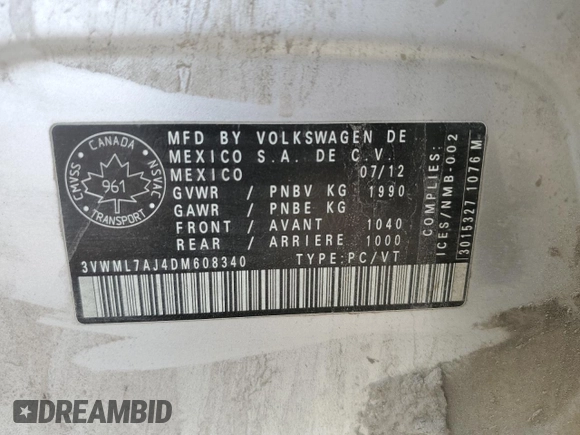 CANADA
CMVSS
NSVAC
961
TRANSPORT
MFD BY VOLKSWAGEN DE
MEXICO S.A. DE C.V.
MEXICO 07/12
GVWR / PNBV KG 1990
GAWR / PNBE KG
FRONT / AVANT 1040
REAR / ARRIERE 1000
3VWML7AJ4DM608340 TYPE:PC/VT
COMPLIES:
ICES/NMB-002
3015327 1076 M
DREAMBID